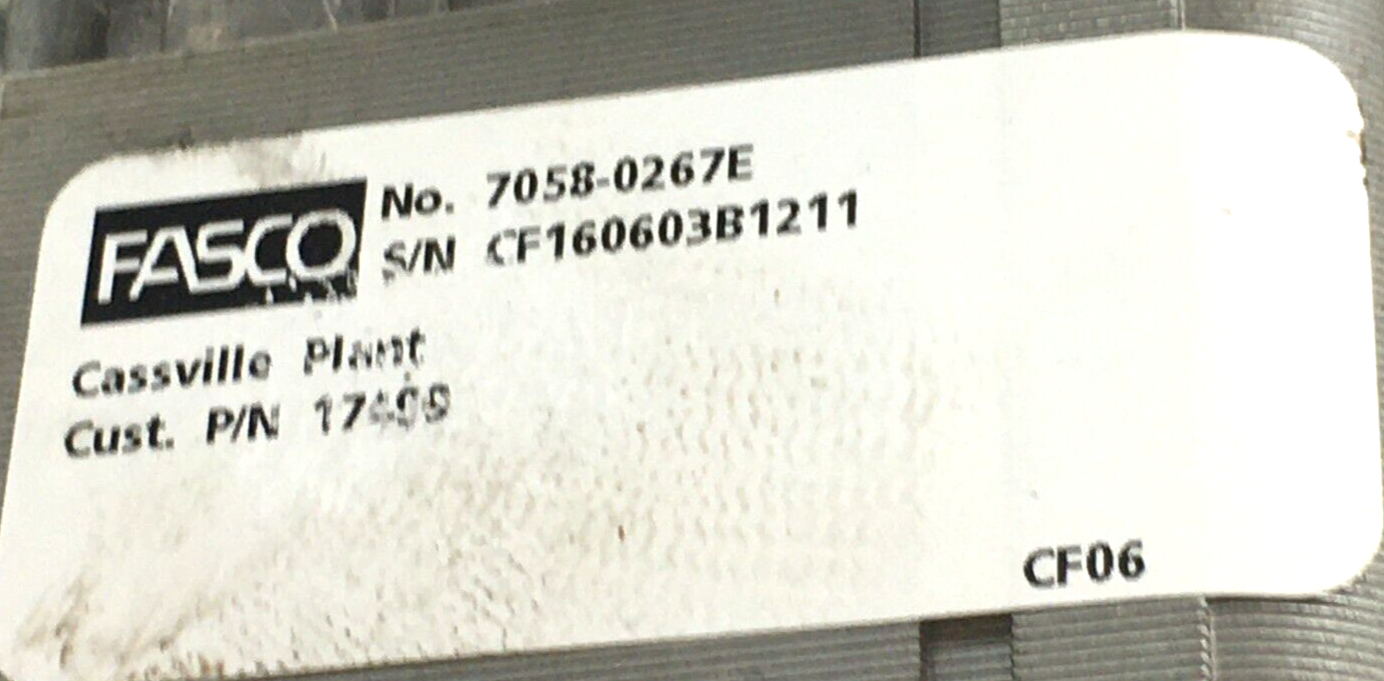 FASCO
No. 7058-0267E
S/N CF160603B1211
Cassville Plant
Cust. P/N
CF06